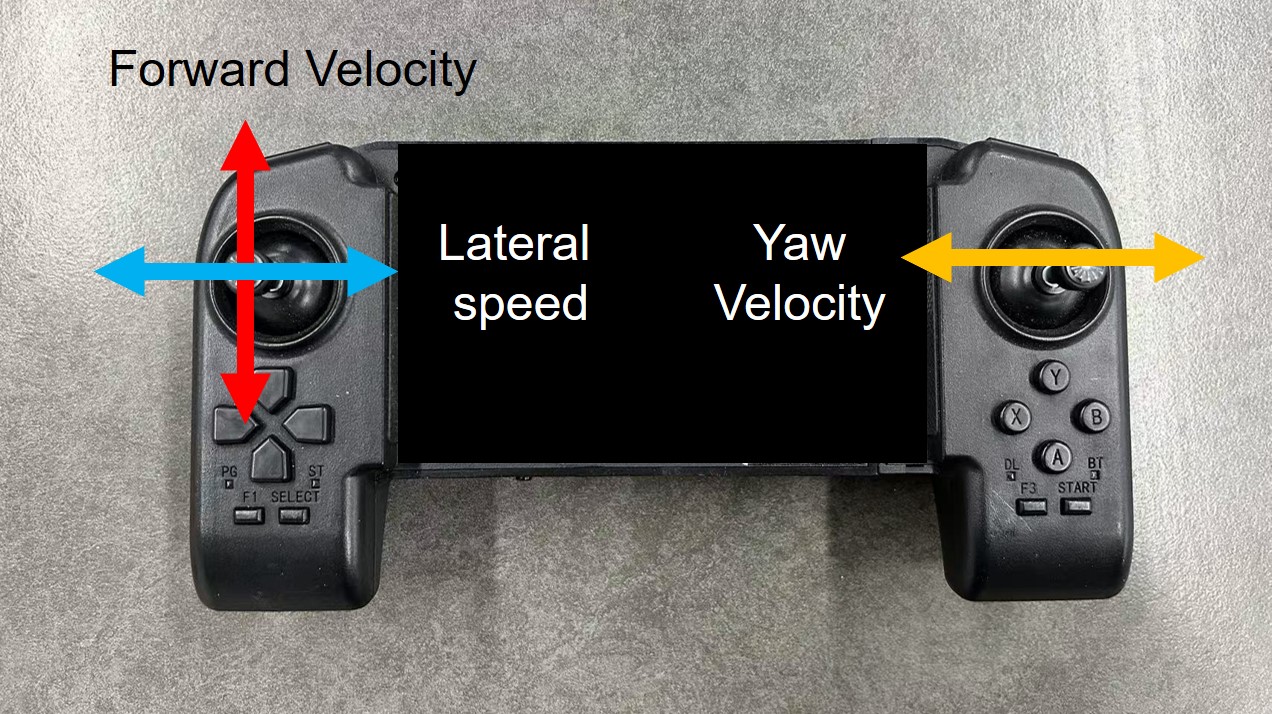 Forward Velocity
Lateral
speed
Yaw
Velocity
Y
X
B
A
PG
ST
F1 SELECT
DL
BT
F3 START